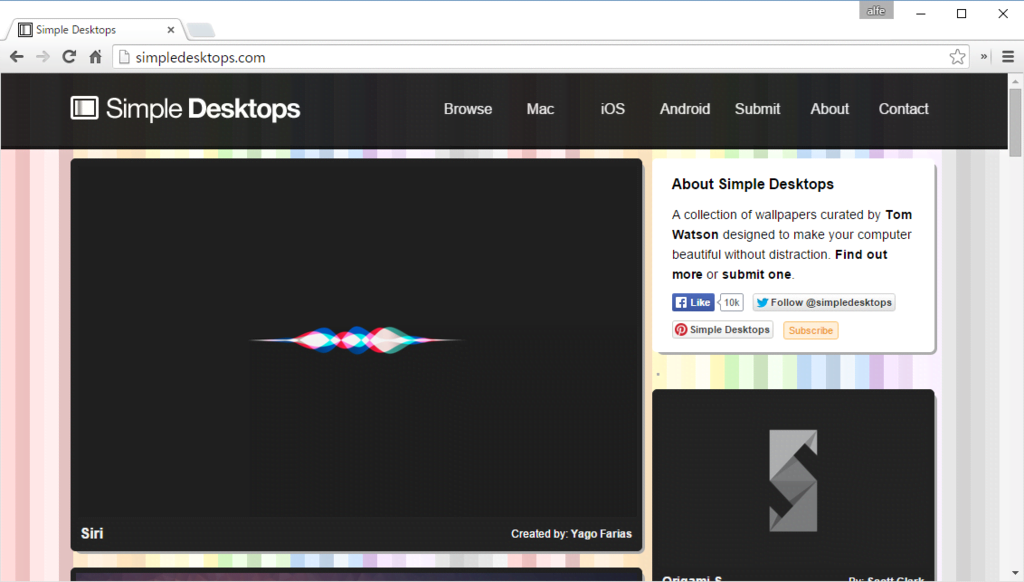 alfe
Simple Desktops
simpledesktops.com
Simple Desktops
Browse Mac iOS Android Submit About Contact
About Simple Desktops
A collection of wallpapers curated by Tom
Watson designed to make your computer
beautiful without distraction. Find out
more or submit one.
Like 10k Follow @simpledesktops
Simple Desktops Subscribe
Siri
Created by: Yago Farias
Origami S
By: Scott Clark